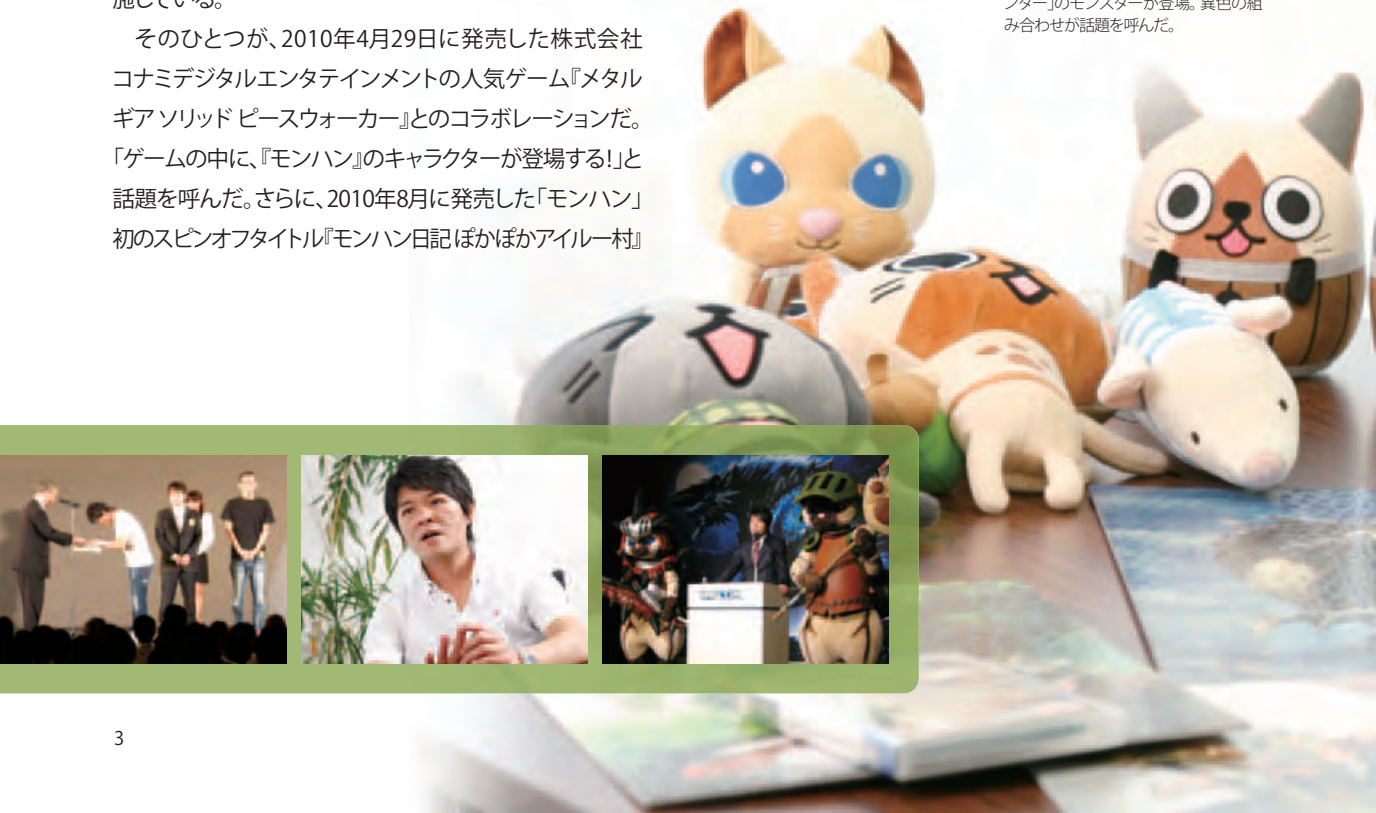 施している。
　そのひとつが、2010年4月29日に発売した株式会社
コナミデジタルエンタテインメントの人気ゲーム『メタル
ギア ソリッド ピースウォーカー』とのコラボレーションだ。
「ゲームの中に、『モンハン』のキャラクターが登場する!」と
話題を呼んだ。さらに、2010年8月に発売した「モンハン」
初のスピンオフタイトル『モンハン日記 ぽかぽかアイルー村』
ンター」のモンスターが登場。異色の組
み合わせが話題を呼んだ。
3